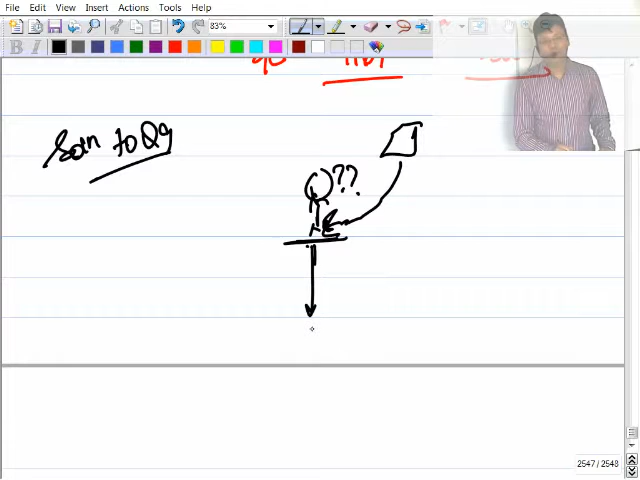 File Edit View Insert Actions Tools Help
83%
B I
Soln to Q9
??
2547 / 2548